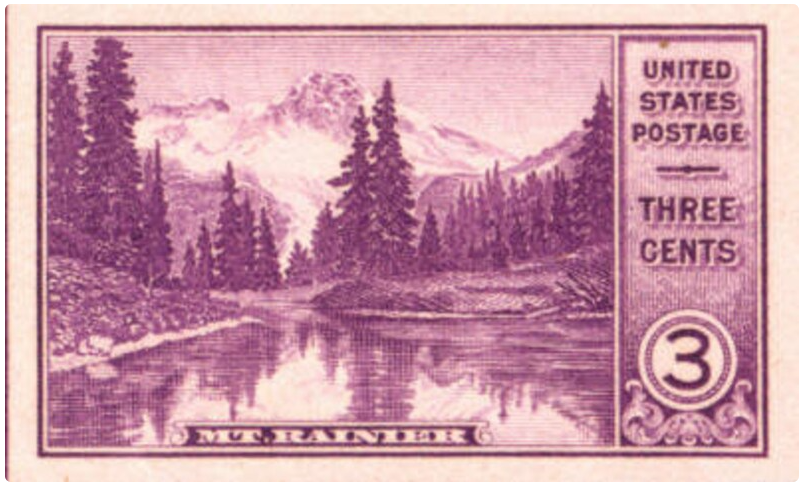 UNITED
STATES
POSTAGE
THREE
CENTS
3
MT. RAINIER